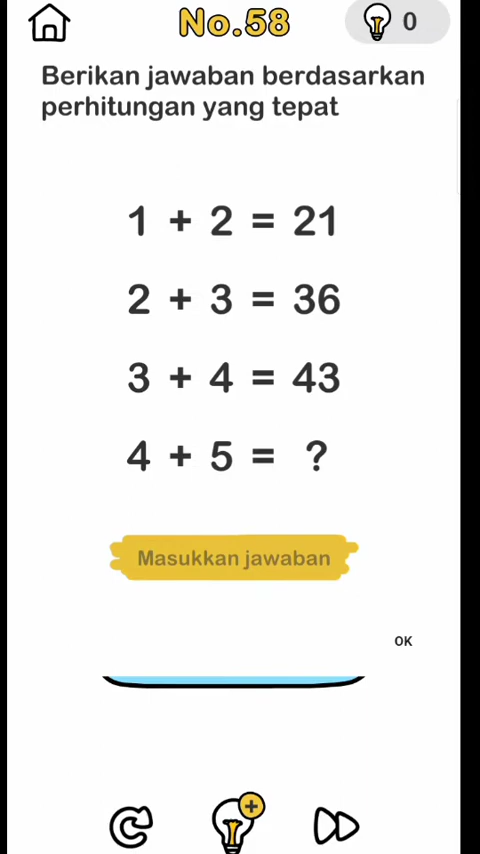 No.58
0
Berikan jawaban berdasarkan
perhitungan yang tepat
1 + 2 = 21
2 + 3 = 36
3 + 4 = 43
4 + 5 = ?
Masukkan jawaban
OK